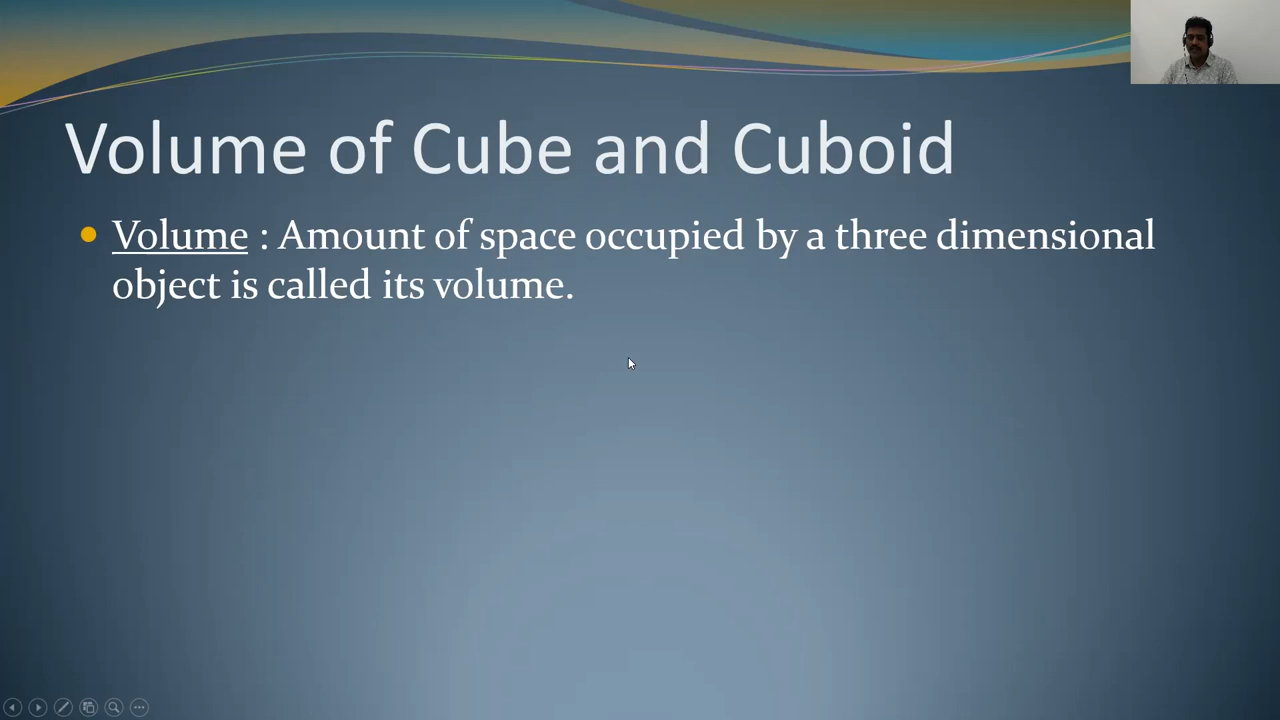 Volume of Cube and Cuboid
Volume : Amount of space occupied by a three dimensional
object is called its volume.